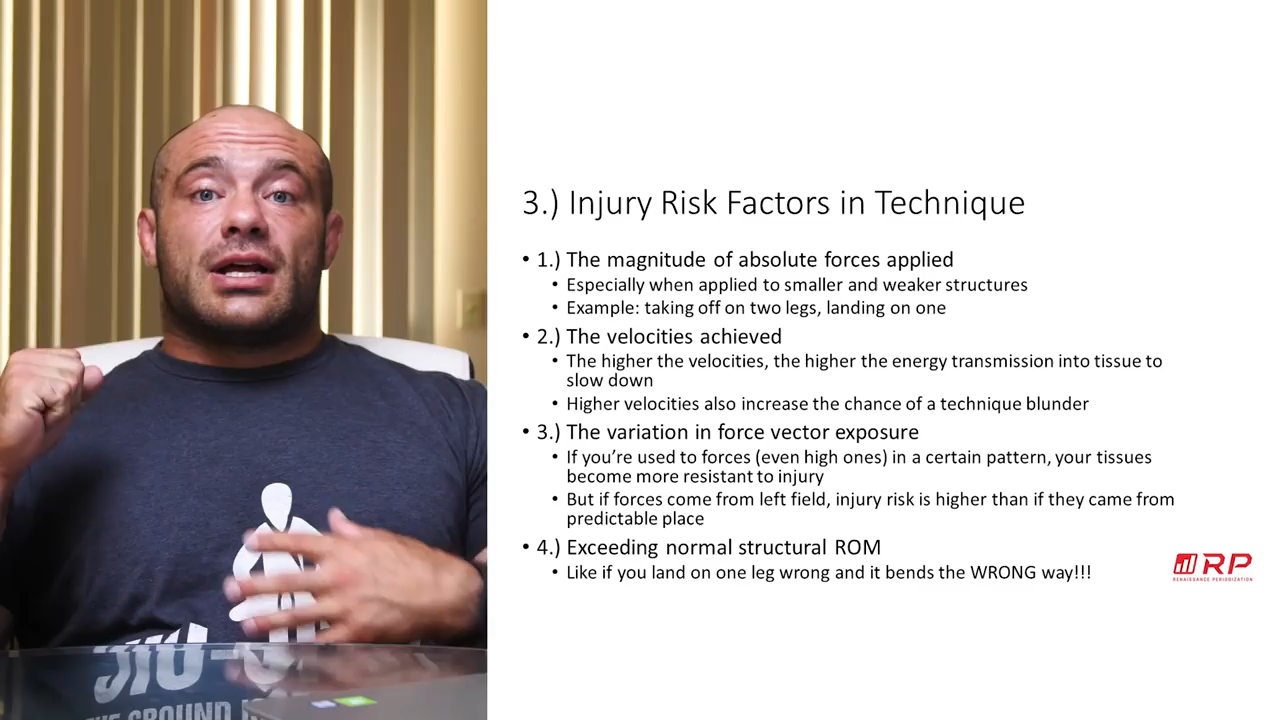 3.) Injury Risk Factors in Technique
• 1.) The magnitude of absolute forces applied
• Especially when applied to smaller and weaker structures
• Example: taking off on two legs, landing on one
• 2.) The velocities achieved
• The higher the velocities, the higher the energy transmission into tissue to
slow down
• Higher velocities also increase the chance of a technique blunder
• 3.) The variation in force vector exposure
• If you’re used to forces (even high ones) in a certain pattern, your tissues
become more resistant to injury
• But if forces come from left field, injury risk is higher than if they came from
predictable place
• 4.) Exceeding normal structural ROM
• Like if you land on one leg wrong and it bends the WRONG way!!!
RP
RENAISSANCE PERIODIZATION
JIU-
THE GROUND